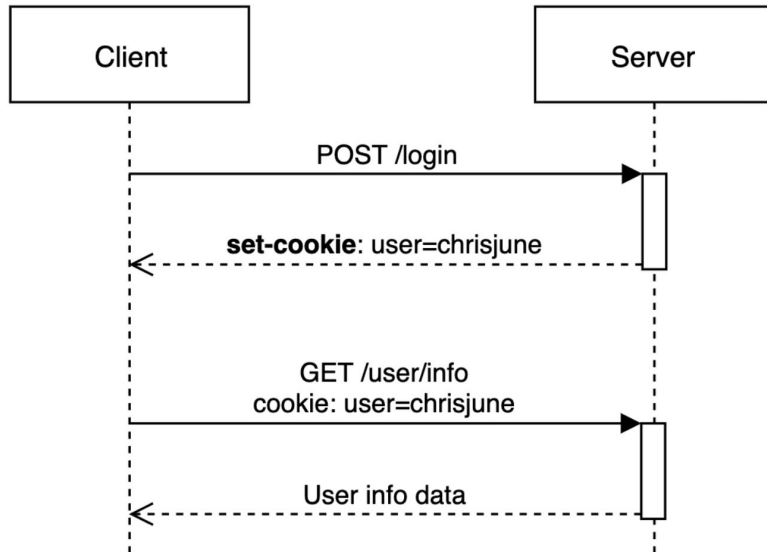 Client
Server
POST /login
set-cookie: user=chrisjune
GET /user/info
cookie: user=chrisjune
User info data